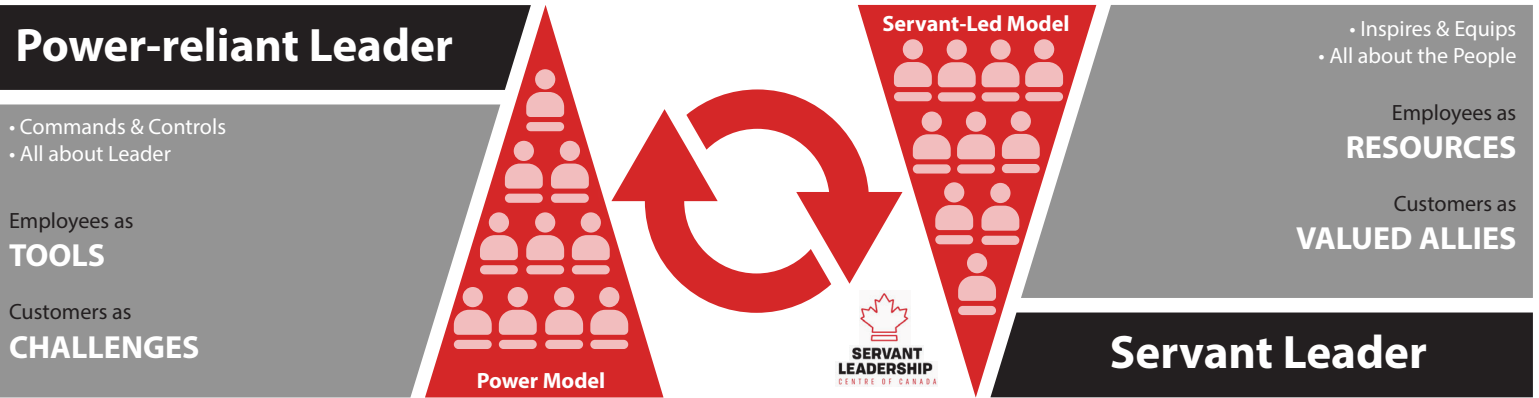 Power-reliant Leader
• Commands & Controls
• All about Leader
Employees as
TOOLS
Customers as
CHALLENGES
Power Model
Servant-Led Model
SERVANT
LEADERSHIP
CENTRE OF CANADA
• Inspires & Equips
• All about the People
Employees as
RESOURCES
Customers as
VALUED ALLIES
Servant Leader